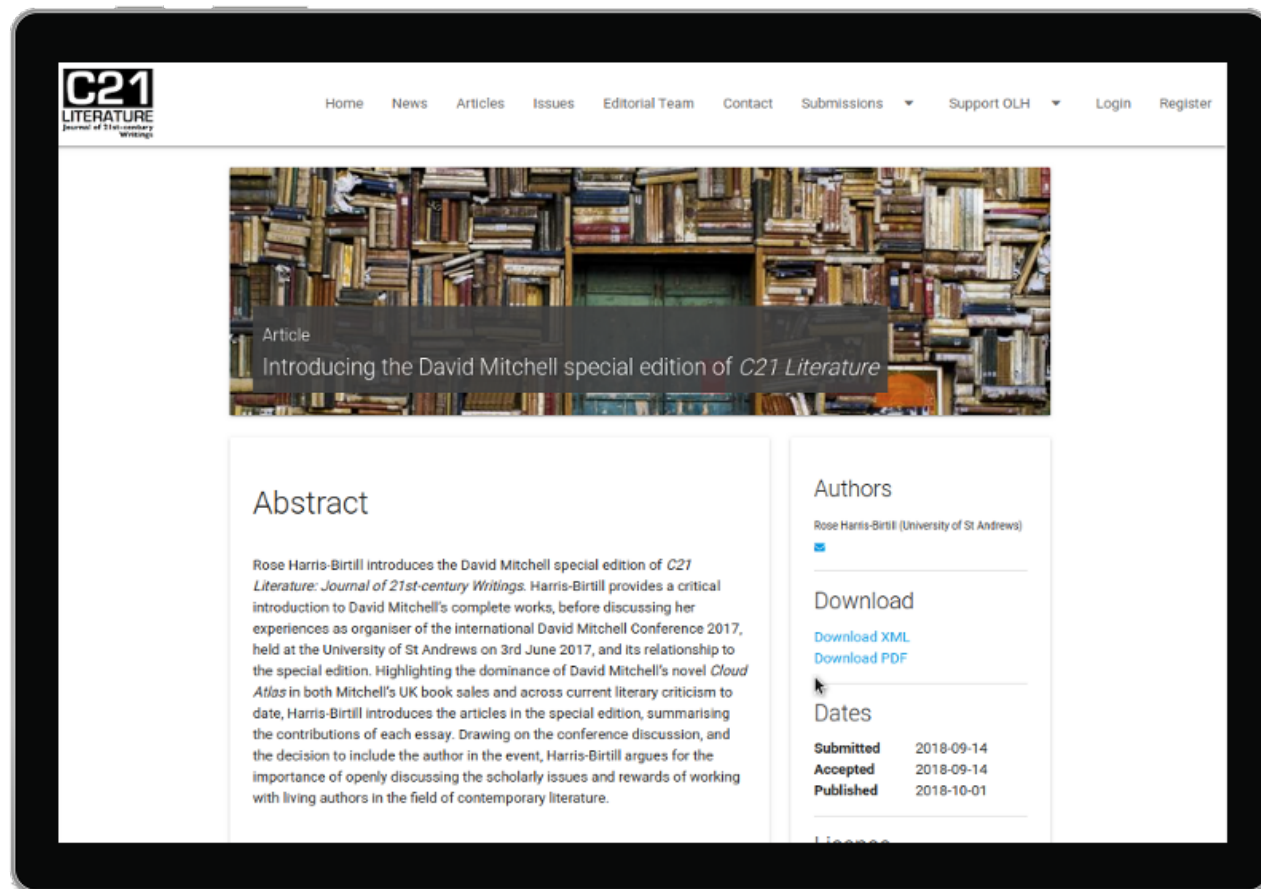 C21
LITERATURE
Journal of 21st-century
Writings
Home News Articles Issues Editorial Team Contact Submissions Support OLH Login Register
Article
Introducing the David Mitchell special edition of C21 Literature
Abstract
Rose Harris-Birtill introduces the David Mitchell special edition of C21
Literature: Journal of 21st-century Writings. Harris-Birtill provides a critical
introduction to David Mitchell's complete works, before discussing her
experiences as organiser of the international David Mitchell Conference 2017,
held at the University of St Andrews on 3rd June 2017, and its relationship to
the special edition. Highlighting the dominance of David Mitchell's novel Cloud
Atlas in both Mitchell's UK book sales and across current literary criticism to
date, Harris-Birtill introduces the articles in the special edition, summarising
the contributions of each essay. Drawing on the conference discussion, and
the decision to include the author in the event, Harris-Birtill argues for the
importance of openly discussing the scholarly issues and rewards of working
with living authors in the field of contemporary literature.
Authors
Rose Harris-Birtill (University of St Andrews)
Download
Download XML
Download PDF
Dates
Submitted 2018-09-14
Accepted 2018-09-14
Published 2018-10-01